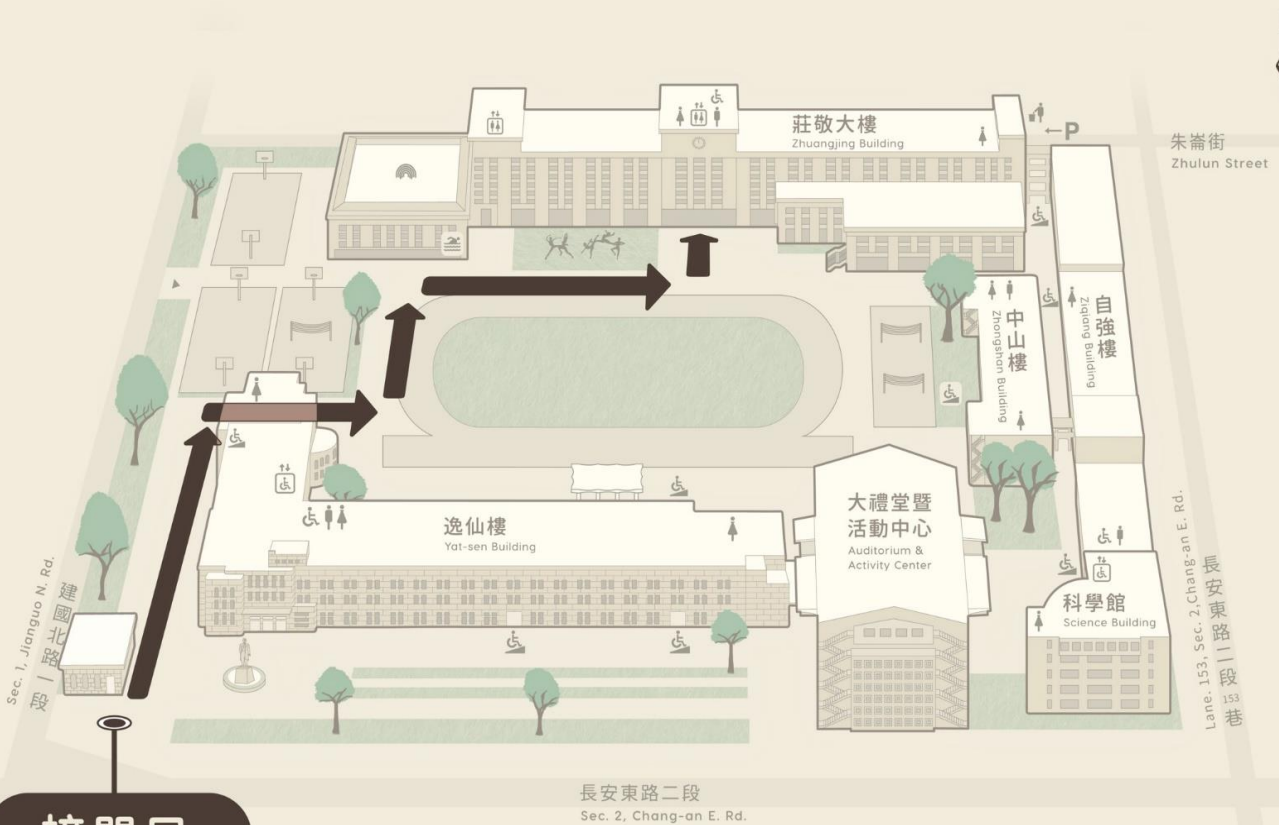 莊敬大樓
Zhuangjing Building
←P
朱崙街
Zhulun Street
中山樓
Zhongshan Building
自強樓
Ziqiang Building
逸仙樓
Yat-sen Building
大禮堂暨
活動中心
Auditorium &
Activity Center
科學館
Science Building
建國北路一段
Sec. 1, Jianguo N. Rd.
長安東路二段153巷
Lane. 153, Sec. 2,Chang-an E. Rd.
長安東路二段
Sec. 2, Chang-an E. Rd.